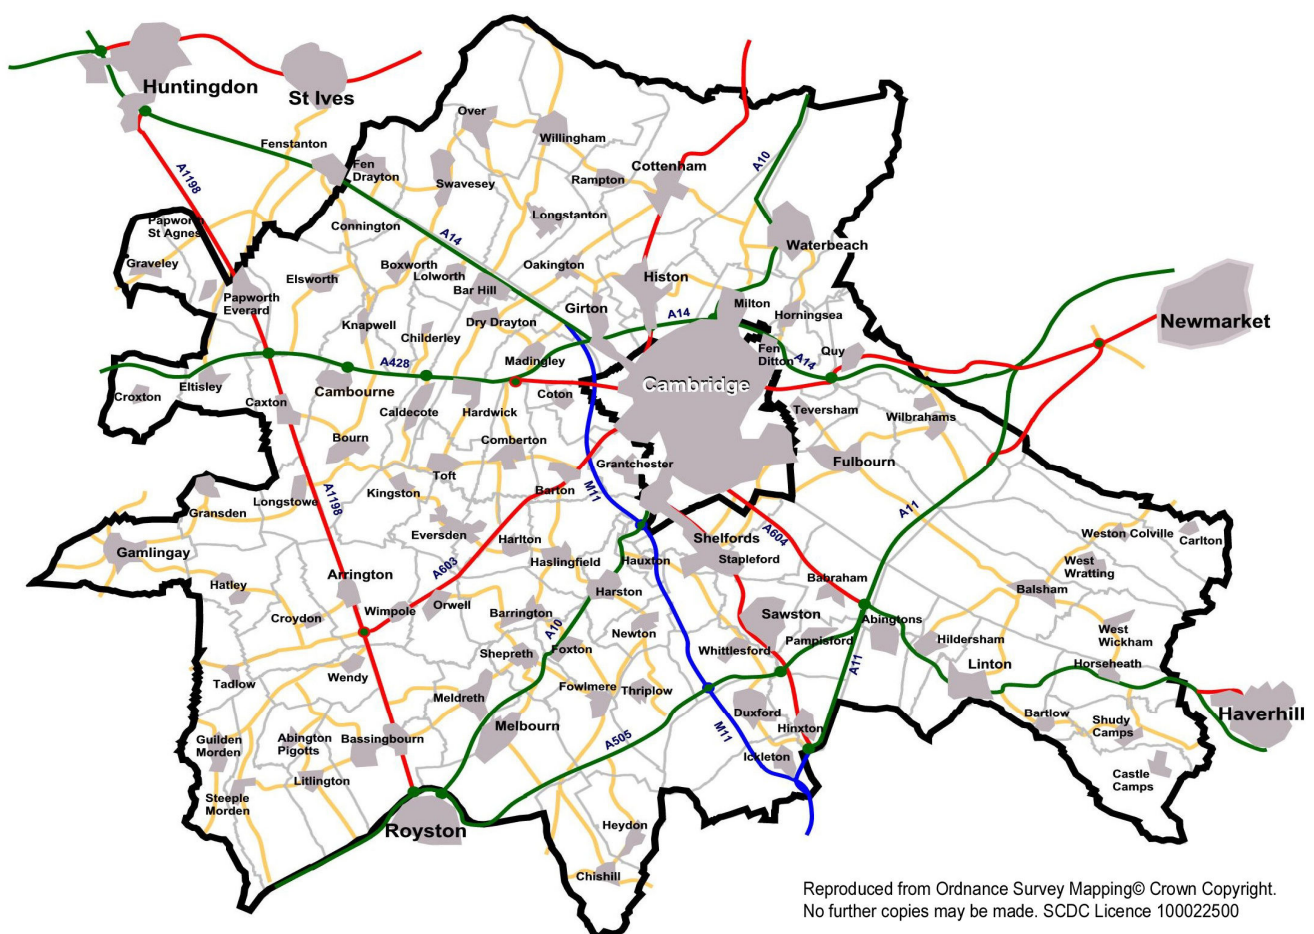 Huntingdon
St Ives
Over
Willingham
Fenstanton
Fen
Drayton
Cottenham
A10
A1198
Swavesey
Rampton
Papworth
St Agnes
Connington
Longstanton
A14
Waterbeach
Graveley
Elsworth
Boxworth
Lolworth
Bar Hill
Oakington
Histon
Papworth
Everard
Girton
A14
Milton
Horningsea
Newmarket
Knapwell
Childerley
Dry Drayton
Madingley
Fen
Ditton
A14
Quy
A428
Eltisley
Croxton
Caxton
Cambourne
Caldecote
Hardwick
Coton
Cambridge
Teversham
Wilbrahams
Bourn
Comberton
Toft
Grantchester
Fulbourn
Longstowe
A1198
Kingston
Barton
M11
Gransden
A11
Gamlingay
Eversden
Harlton
Haslingfield
Hauxton
Shelfords
Stapleford
A604
Weston Colville
Carlton
West
Wratting
Hatley
Arrington
A603
Harston
Babraham
Balsham
Croydon
Wimpole
Orwell
Barrington
A10
Newton
Sawston
Pampisford
Abingtons
Hildersham
West
Wickham
Shepreth
Foxton
Whittlesford
A11
Linton
Horseheath
Tadlow
Wendy
Meldreth
Fowlmere
Thriplow
Duxford
Bartlow
Shudy
Camps
Haverhill
Guilden
Morden
Abington
Pigotts
Bassingbourn
Melbourn
A505
M11
Hinxton
Ickleton
Litlington
Castle
Camps
Steeple
Morden
Royston
Heydon
Chishill
Reproduced from Ordnance Survey Mapping© Crown Copyright.
No further copies may be made. SCDC Licence 100022500